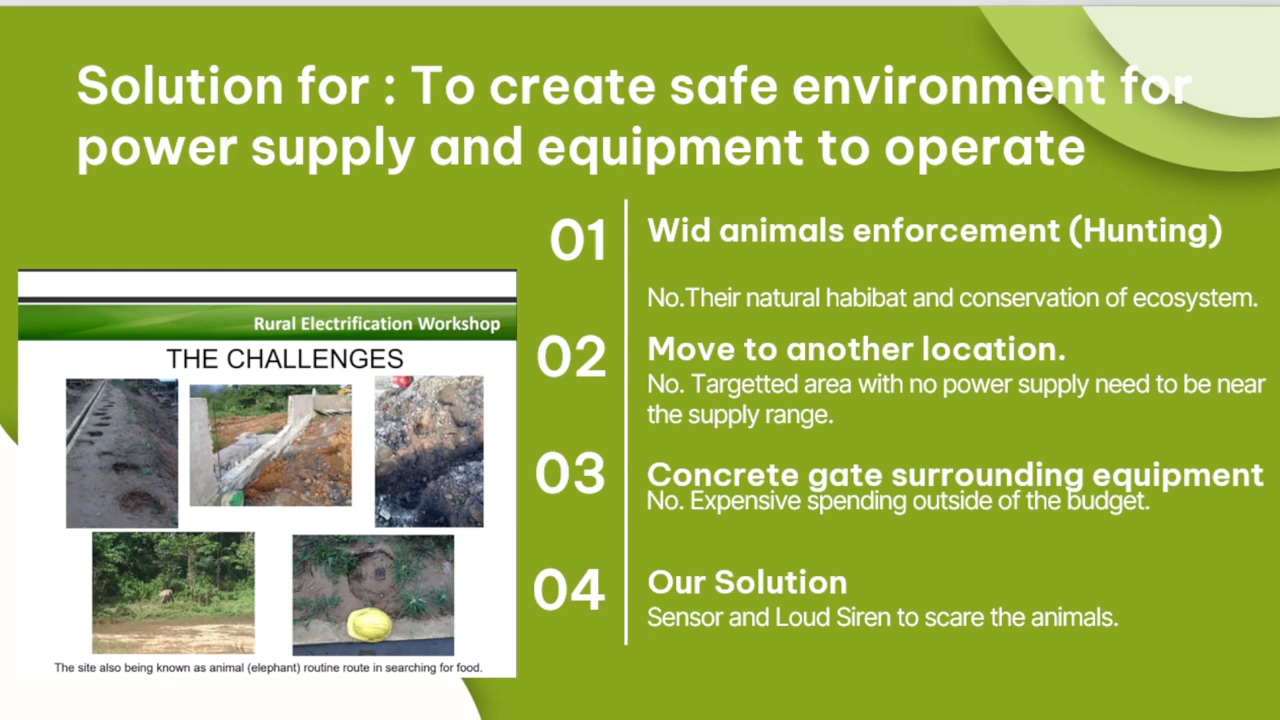 Solution for : To create safe environment for
power supply and equipment to operate
Rural Electrification Workshop
THE CHALLENGES
The site also being known as animal (elephant) routine route in searching for food.
01
Wid animals enforcement (Hunting)
No.Their natural habibat and conservation of ecosystem.
02
Move to another location.
No. Targetted area with no power supply need to be near
the supply range.
03
Concrete gate surrounding equipment
No. Expensive spending outside of the budget.
04
Our Solution
Sensor and Loud Siren to scare the animals.